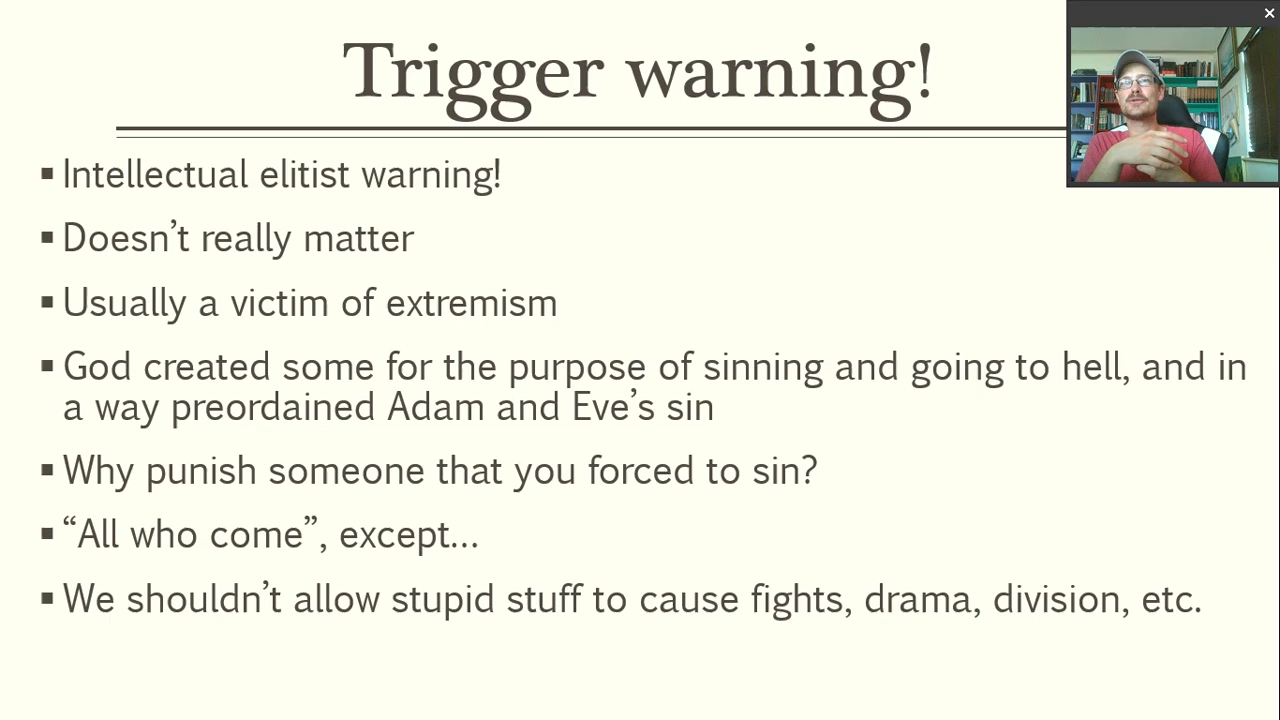 Trigger warning!
▪ Intellectual elitist warning!
▪ Doesn’t really matter
▪ Usually a victim of extremism
▪ God created some for the purpose of sinning and going to hell, and in
a way preordained Adam and Eve’s sin
▪ Why punish someone that you forced to sin?
▪ “All who come”, except…
▪ We shouldn’t allow stupid stuff to cause fights, drama, division, etc.